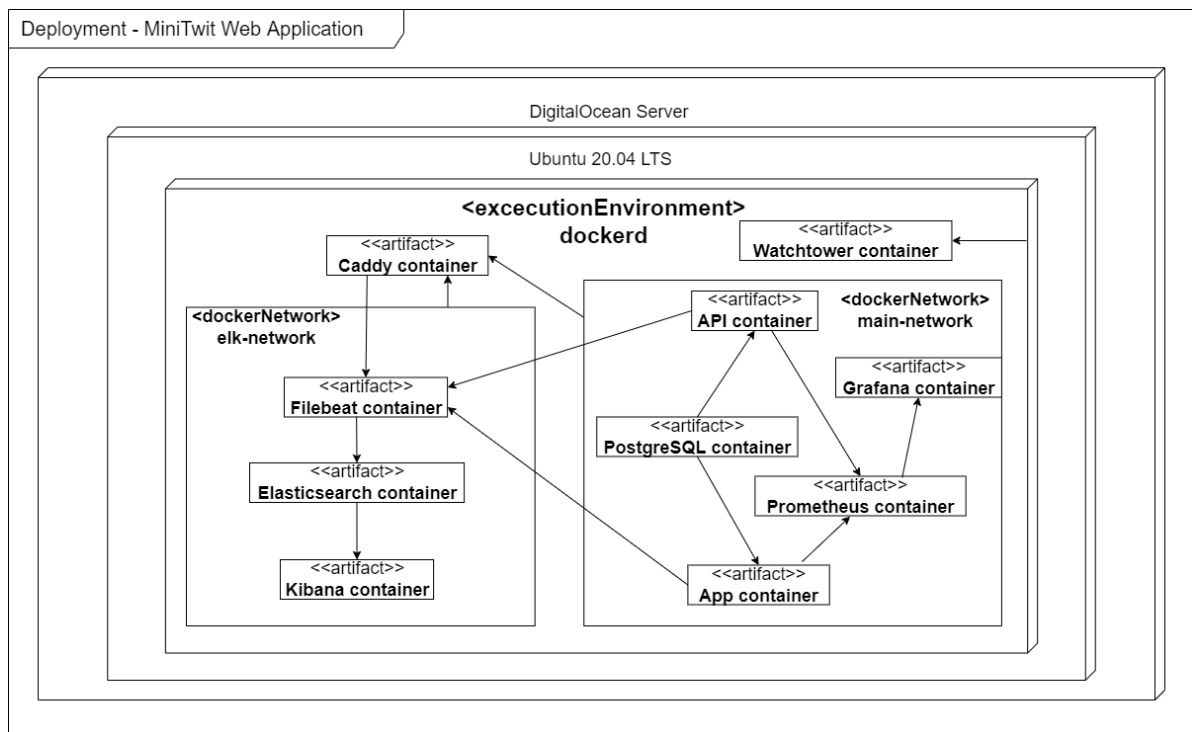 Deployment - MiniTwit Web Application
DigitalOcean Server
Ubuntu 20.04 LTS
<excecutionEnvironment>
dockerd
<<artifact>>
Caddy container
<<artifact>>
Watchtower container
<dockerNetwork>
elk-network
<<artifact>>
Filebeat container
<<artifact>>
Elasticsearch container
<<artifact>>
Kibana container
<dockerNetwork>
main-network
<<artifact>>
API container
<<artifact>>
Grafana container
<<artifact>>
PostgreSQL container
<<artifact>>
Prometheus container
<<artifact>>
App container